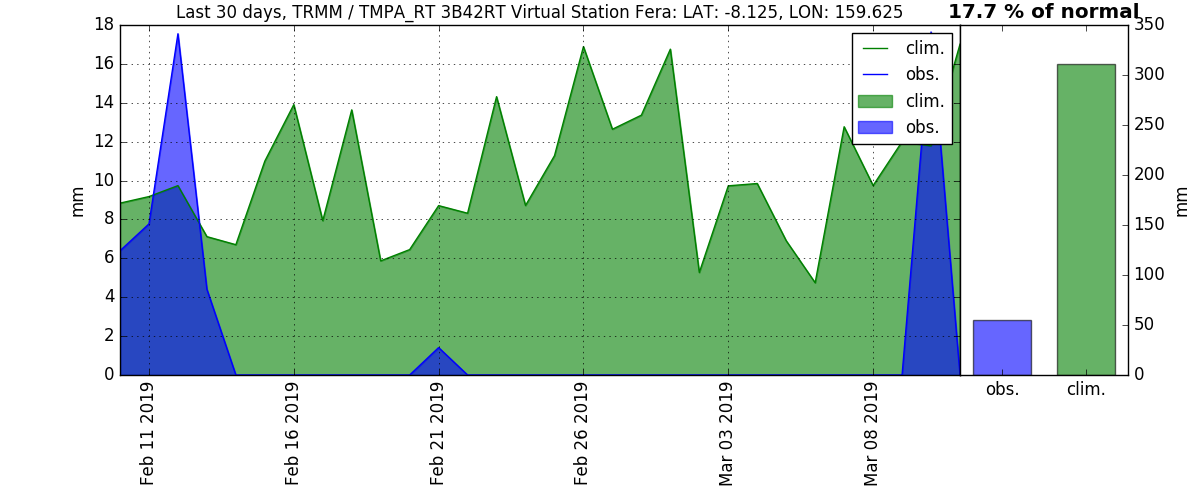 Last 30 days, TRMM / TMPA_RT 3B42RT Virtual Station Fera: LAT: -8.125, LON: 159.625
17.7 % of normal
18
16
14
12
10
8
6
4
2
0
mm
clim.
obs.
clim.
obs.
350
300
250
200
150
100
50
0
mm
Feb 11 2019
Feb 16 2019
Feb 21 2019
Feb 26 2019
Mar 03 2019
Mar 08 2019
obs.
clim.